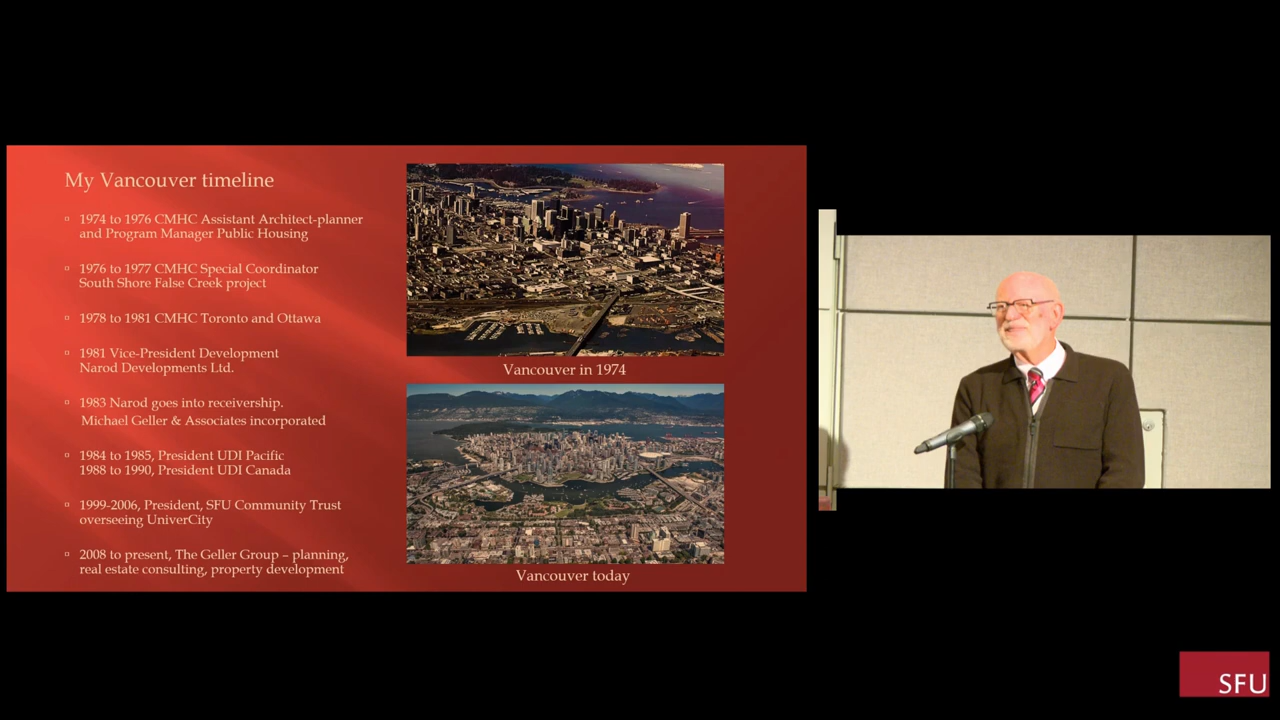 My Vancouver timeline
1974 to 1976 CMHC Assistant Architect-planner
and Program Manager Public Housing
1976 to 1977 CMHC Special Coordinator
South Shore False Creek project
1978 to 1981 CMHC Toronto and Ottawa
1981 Vice-President Development
Narod Developments Ltd.
1983 Narod goes into receivership.
Michael Geller & Associates incorporated
1984 to 1985, President UDI Pacific
1988 to 1990, President UDI Canada
1999-2006, President, SFU Community Trust
overseeing UniverCity
2008 to present, The Geller Group – planning,
real estate consulting, property development
Vancouver in 1974
Vancouver today
SFU